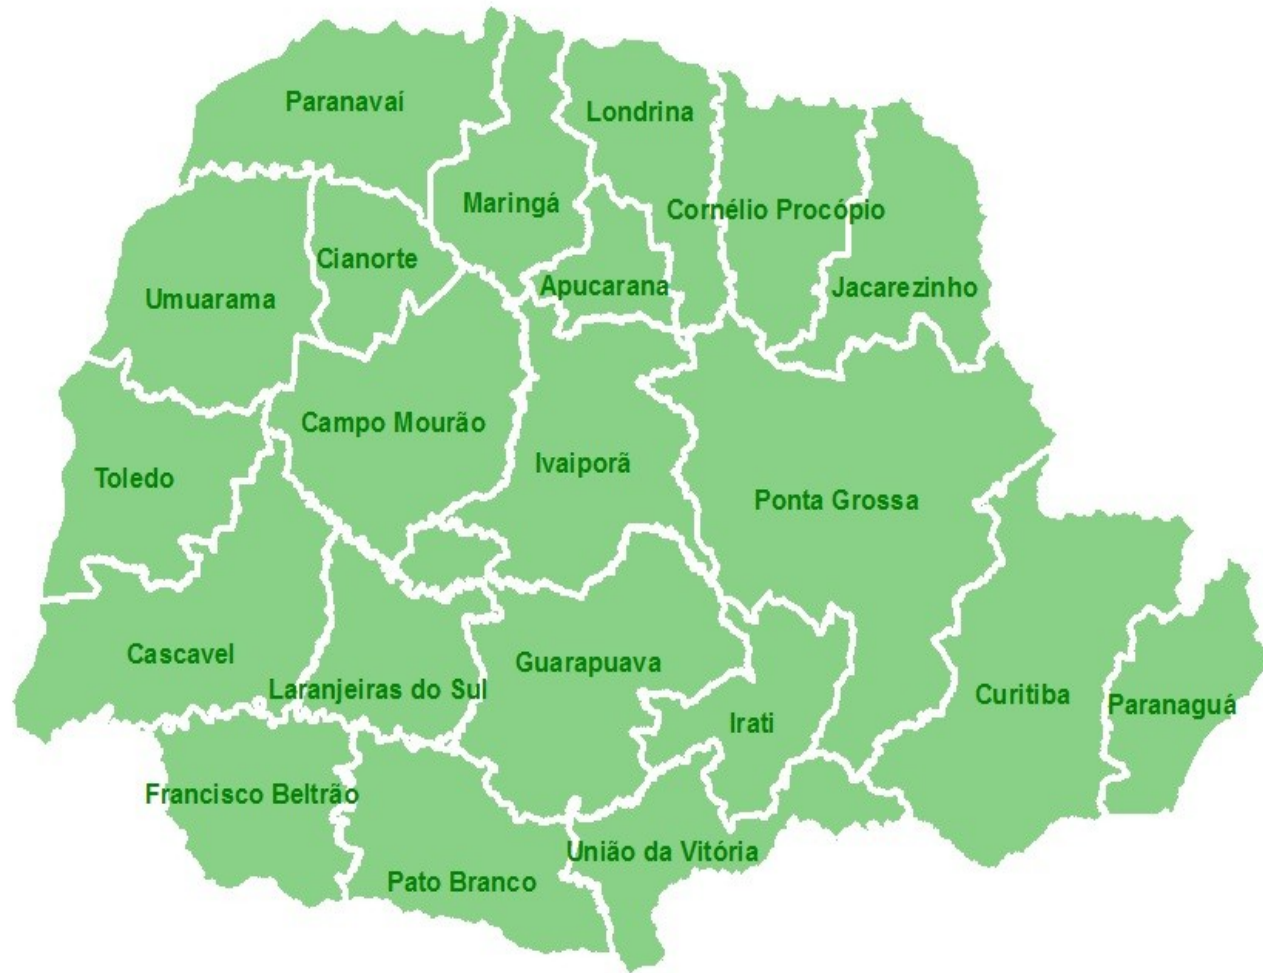 Paranavaí
Londrina
Maringá
Cornélio Procópio
Cianorte
Apucarana
Jacarezinho
Umuarama
Campo Mourão
Ivaiporã
Toledo
Ponta Grossa
Cascavel
Guarapuava
Laranjeiras do Sul
Curitiba
Paranaguá
Irati
Francisco Beltrão
União da Vitória
Pato Branco